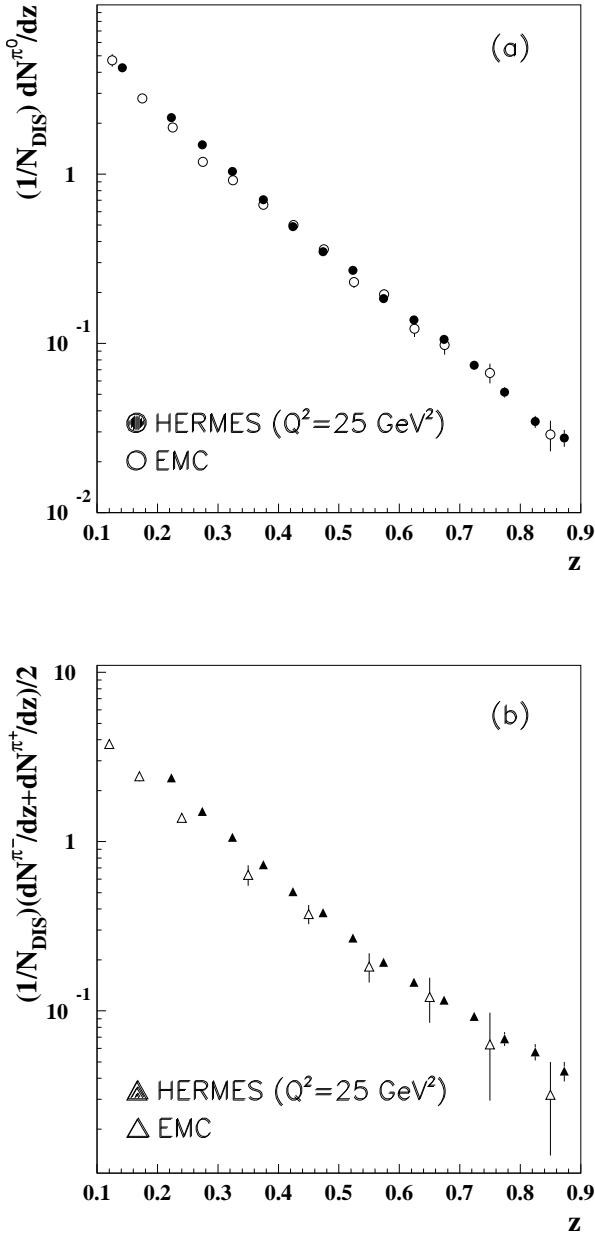 (1/N_DIS) dN^π⁰/dz
(a)
1
10^-1
10^-2
HERMES (Q²=25 GeV²)
EMC
0.1 0.2 0.3 0.4 0.5 0.6 0.7 0.8 0.9
z
(1/N_DIS)(dN^π⁻/dz+dN^π⁺/dz)/2
(b)
10
1
10^-1
HERMES (Q²=25 GeV²)
EMC
0.1 0.2 0.3 0.4 0.5 0.6 0.7 0.8 0.9
z